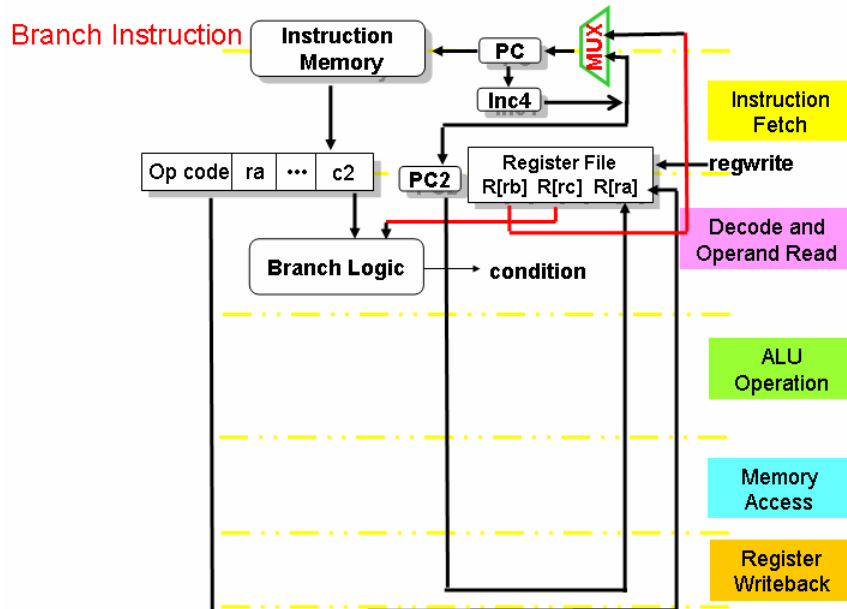 Branch Instruction
Instruction
Memory
PC
MUX
Inc4
Instruction
Fetch
Op code ra ••• c2
PC2
Register File
R[rb] R[rc] R[ra]
regwrite
Decode and
Operand Read
Branch Logic
condition
ALU
Operation
Memory
Access
Register
Writeback